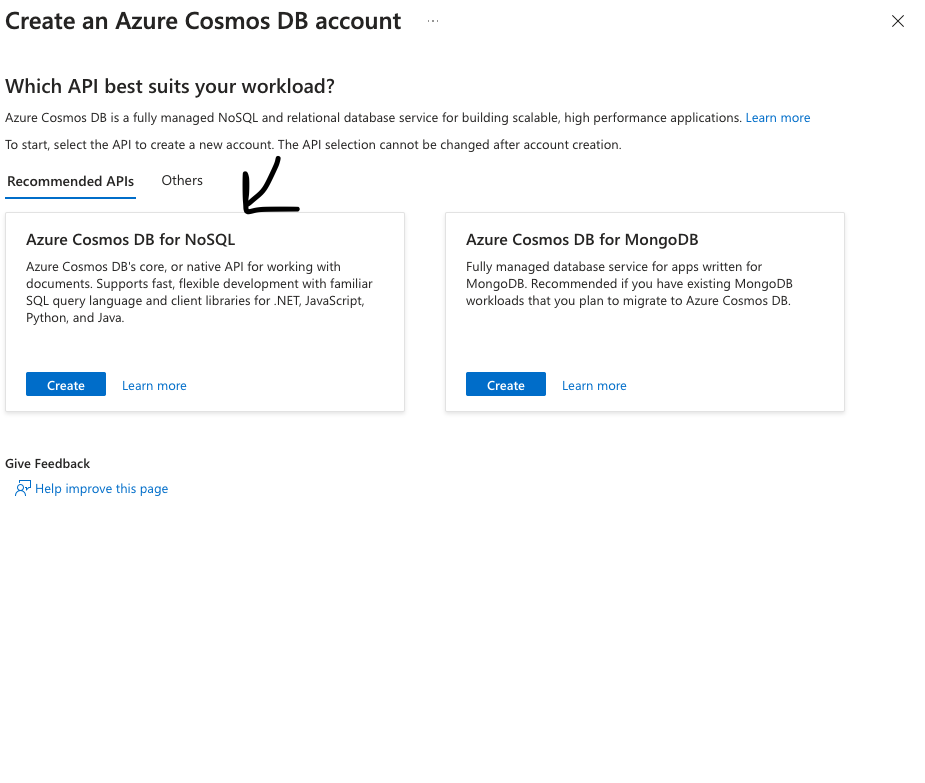 Create an Azure Cosmos DB account ...
Which API best suits your workload?
Azure Cosmos DB is a fully managed NoSQL and relational database service for building scalable, high performance applications. Learn more
To start, select the API to create a new account. The API selection cannot be changed after account creation.
Recommended APIs Others
Azure Cosmos DB for NoSQL
Azure Cosmos DB's core, or native API for working with
documents. Supports fast, flexible development with familiar
SQL query language and client libraries for .NET, JavaScript,
Python, and Java.
Create Learn more
Azure Cosmos DB for MongoDB
Fully managed database service for apps written for
MongoDB. Recommended if you have existing MongoDB
workloads that you plan to migrate to Azure Cosmos DB.
Create Learn more
Give Feedback
Help improve this page